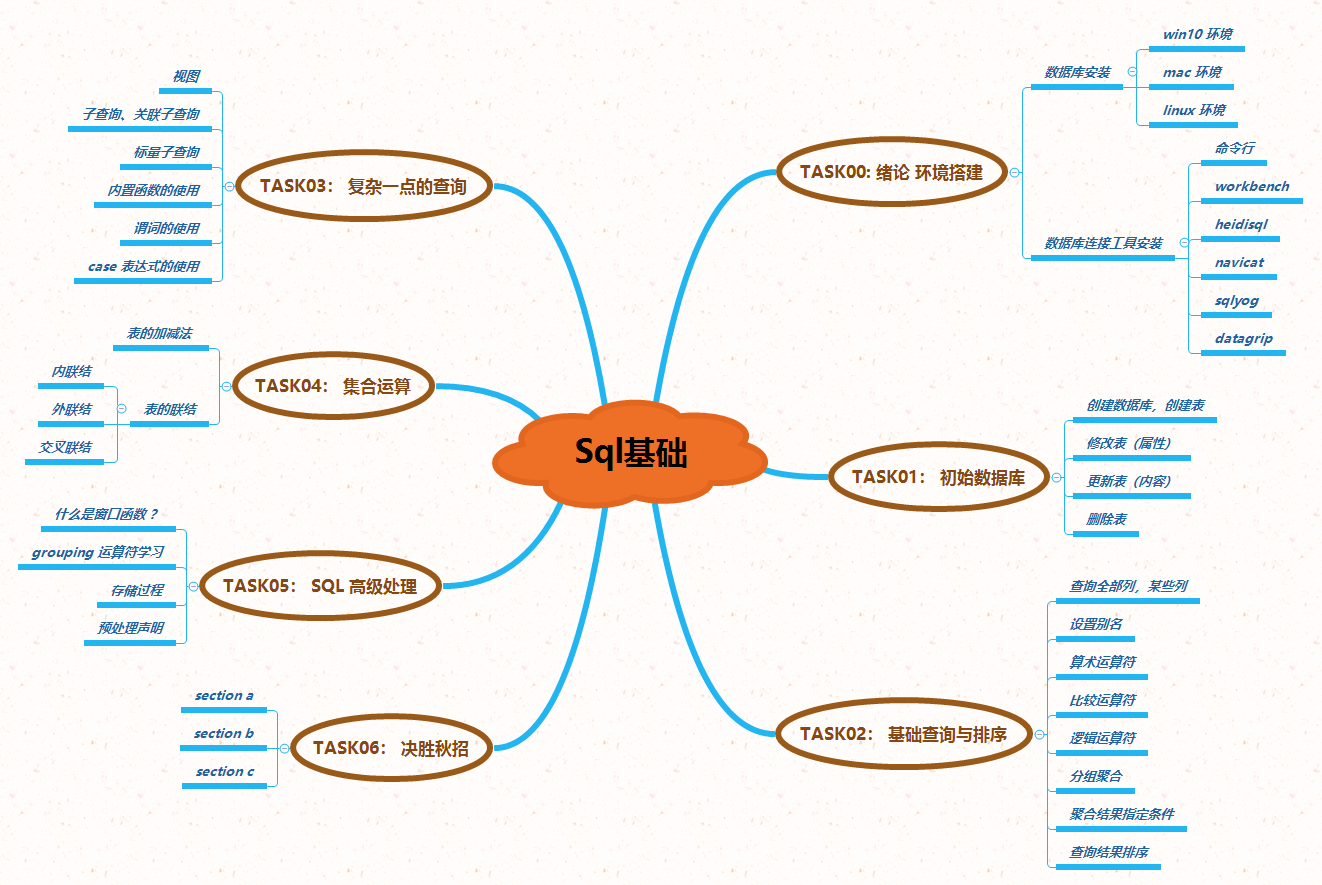 Sql基础
TASK00: 绪论 环境搭建
数据库安装
win10 环境
mac 环境
linux 环境
数据库连接工具安装
命令行
workbench
heidisql
navicat
sqlyog
datagrip
TASK01： 初始数据库
创建数据库，创建表
修改表（属性）
更新表（内容）
删除表
TASK02： 基础查询与排序
查询全部列，某些列
设置别名
算术运算符
比较运算符
逻辑运算符
分组聚合
聚合结果指定条件
查询结果排序
TASK03： 复杂一点的查询
视图
子查询、关联子查询
标量子查询
内置函数的使用
谓词的使用
case 表达式的使用
TASK04： 集合运算
表的加减法
表的联结
内联结
外联结
交叉联结
TASK05： SQL 高级处理
什么是窗口函数？
grouping 运算符学习
存储过程
预处理声明
TASK06： 决胜秋招
section a
section b
section c